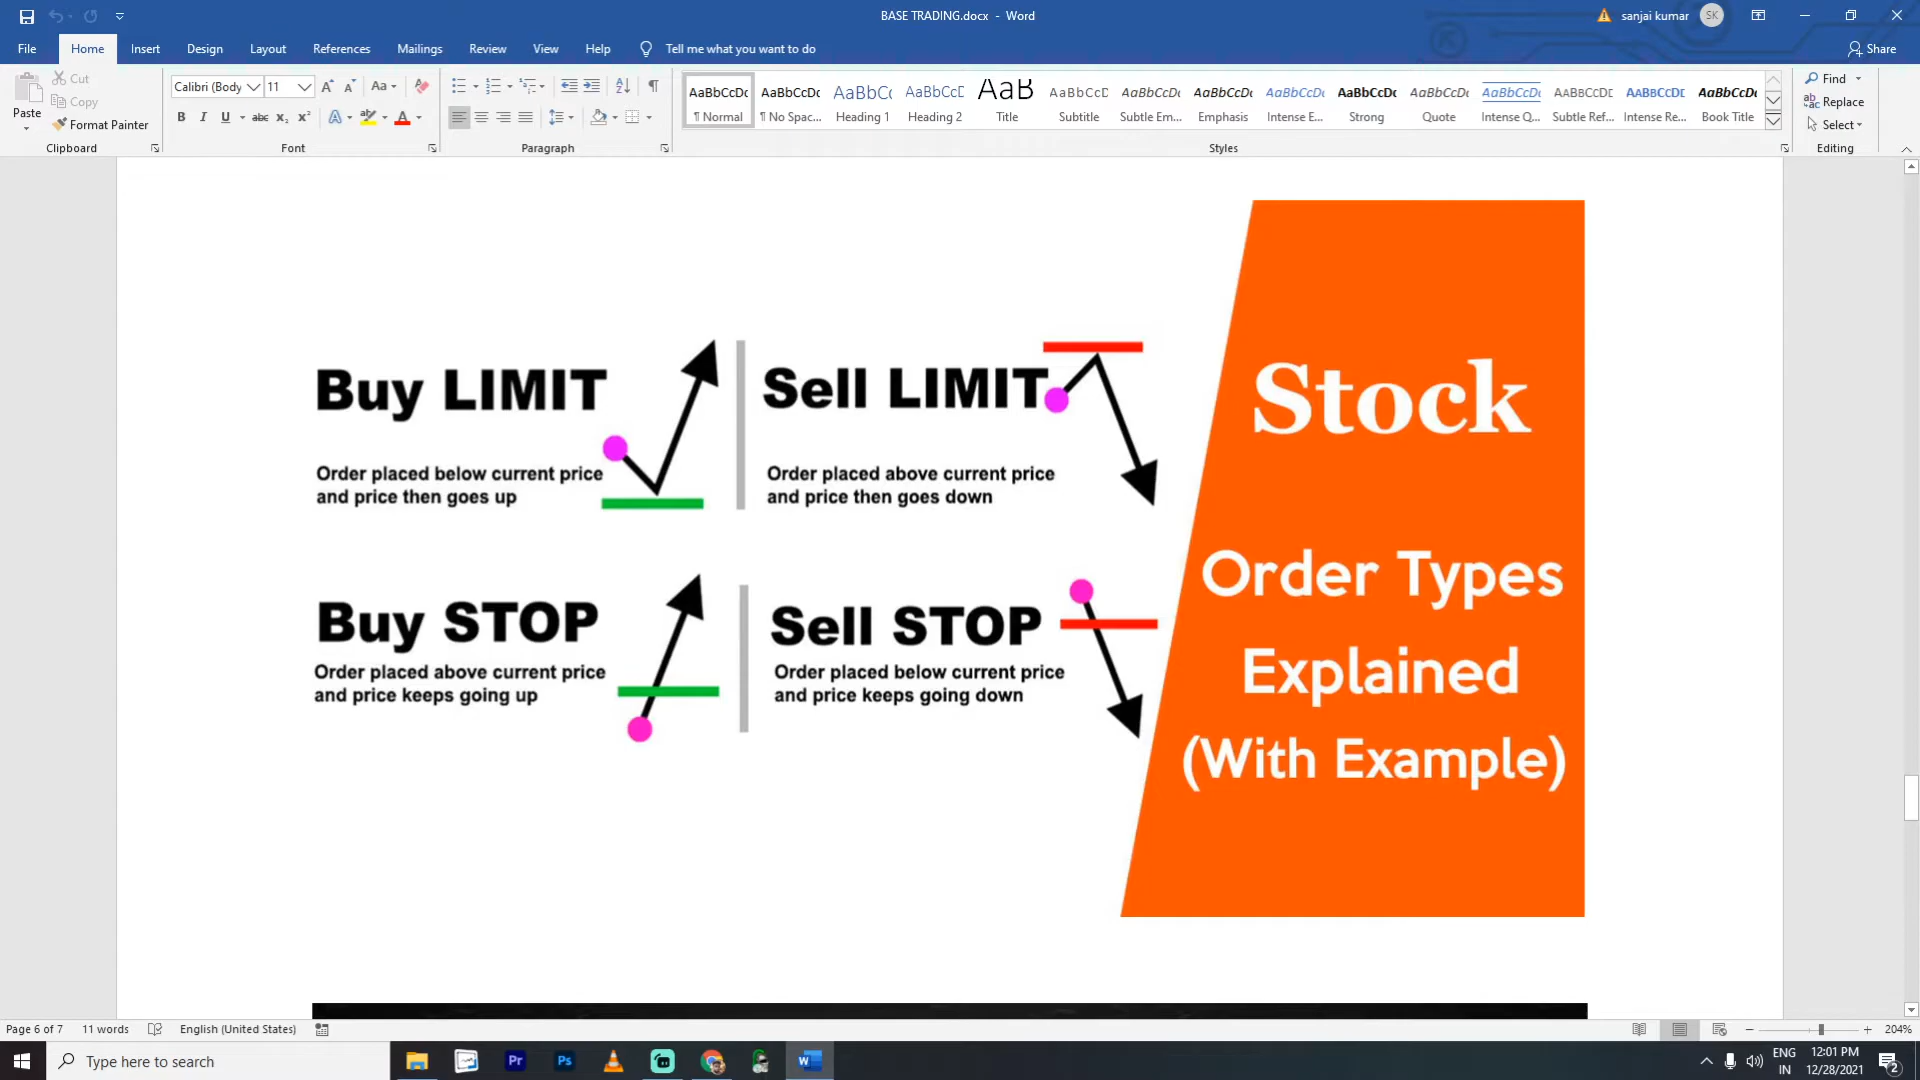 BASE TRADING.docx - Word
sanjai kumar
SK
File
Home
Insert
Design
Layout
References
Mailings
Review
View
Help
Tell me what you want to do
Share
Paste
Cut
Copy
Format Painter
Clipboard
Calibri (Body
11
Font
Paragraph
AaBbCcDc
¶ Normal
AaBbCcDc
¶ No Spac...
AaBbCc
Heading 1
AaBbCcD
Heading 2
AaB
Title
AaBbCcD
Subtitle
AaBbCcDc
Subtle Em...
AaBbCcDc
Emphasis
AaBbCcDc
Intense E...
AaBbCcDc
Strong
AaBbCcDc
Quote
AaBbCcDc
Intense Q...
AaBbCcDd
Subtle Ref...
AaBbCcDd
Intense Re...
AaBbCcDc
Book Title
Styles
Find
Replace
Select
Editing
Buy LIMIT
Order placed below current price
and price then goes up
Sell LIMIT
Order placed above current price
and price then goes down
Buy STOP
Order placed above current price
and price keeps going up
Sell STOP
Order placed below current price
and price keeps going down
Stock
Order Types
Explained
(With Example)
Page 6 of 7
11 words
English (United States)
204%
Type here to search
ENG
IN
12:01 PM
12/28/2021
2